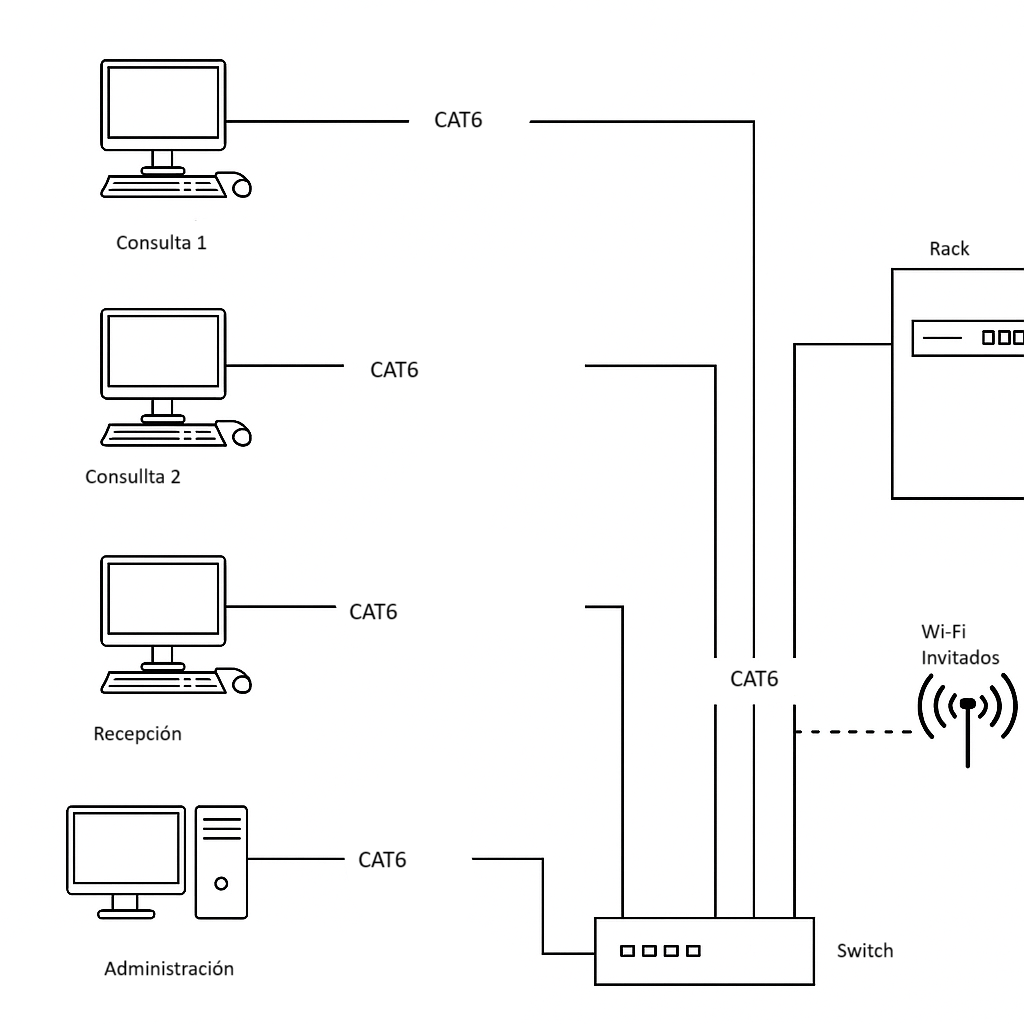 CAT6
Consulta 1
Rack
CAT6
Consullta 2
CAT6
Wi-Fi
Invitados
CAT6
Recepción
CAT6
Switch
Administración